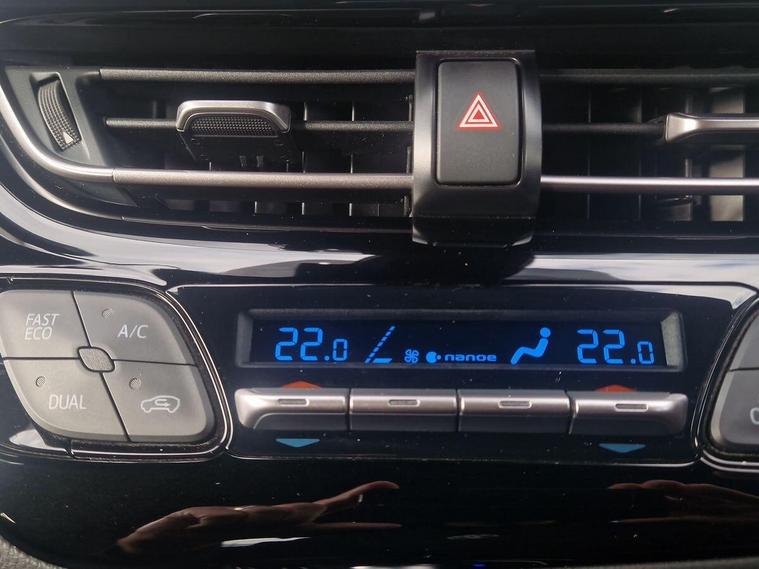 FAST
ECO
A/C
DUAL
22.0 nanoe 22.0